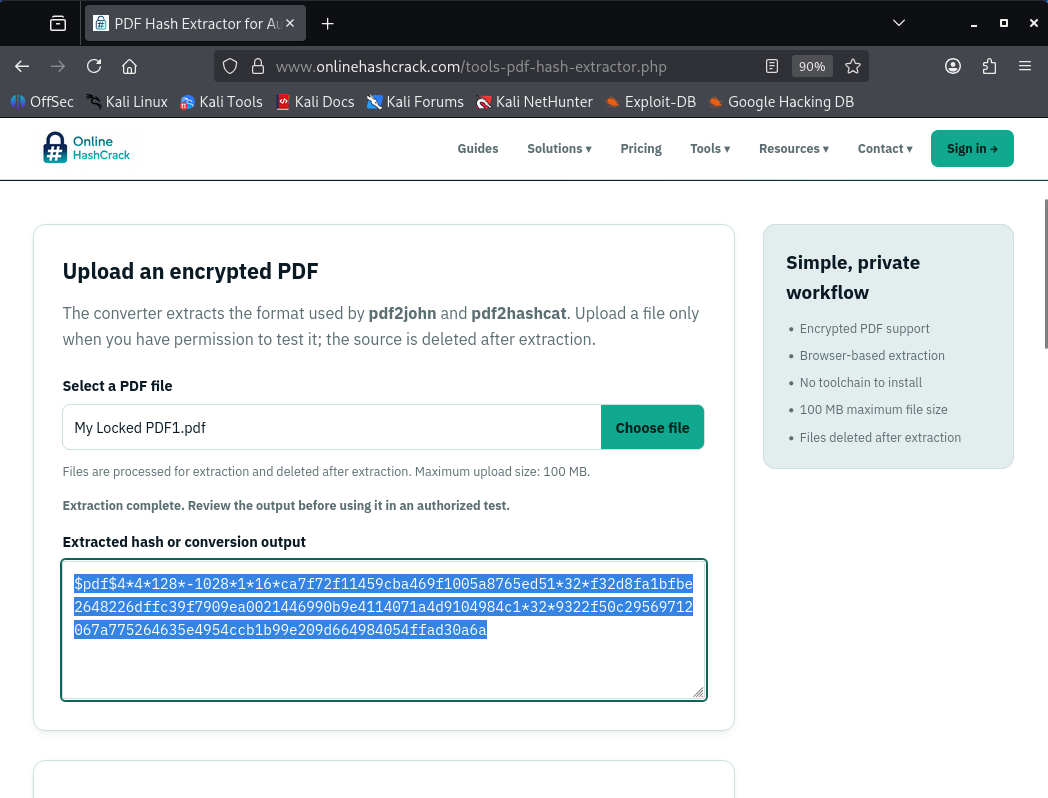 PDF Hash Extractor for Au
www.onlinehashcrack.com/tools-pdf-hash-extractor.php
90%
OffSec
Kali Linux
Kali Tools
Kali Docs
Kali Forums
Kali NetHunter
Exploit-DB
Google Hacking DB
Online
HashCrack
Guides
Solutions ▾
Pricing
Tools ▾
Resources ▾
Contact ▾
Sign in →
Upload an encrypted PDF
The converter extracts the format used by pdf2john and pdf2hashcat. Upload a file only
when you have permission to test it; the source is deleted after extraction.
Select a PDF file
My Locked PDF1.pdf
Choose file
Files are processed for extraction and deleted after extraction. Maximum upload size: 100 MB.
Extraction complete. Review the output before using it in an authorized test.
Extracted hash or conversion output
$pdf$4*4*128*-1028*1*16*ca7f72f11459cba469f1005a8765ed51*32*f32d8fa1bfbe
2648226dffc39f7909ea0021446990b9e4114071a4d9104984c1*32*9322f50c29569712
067a775264635e4954ccb1b99e209d664984054ffad30a6a
Simple, private
workflow
• Encrypted PDF support
• Browser-based extraction
• No toolchain to install
• 100 MB maximum file size
• Files deleted after extraction